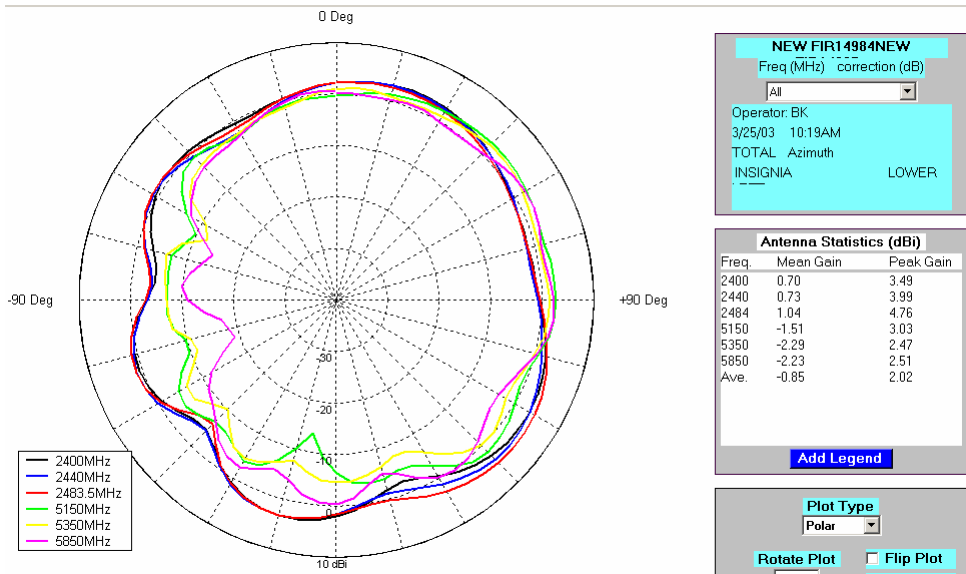 0 Deg
-90 Deg
+90 Deg
-30
-20
-10
0
10 dBi
2400MHz
2440MHz
2483.5MHz
5150MHz
5350MHz
5850MHz
NEW FIR14984NEW
Freq (MHz) correction (dB)
All
Operator: BK
3/25/03 10:19AM
TOTAL Azimuth
INSIGNIA LOWER
Antenna Statistics (dBi)
Freq. Mean Gain Peak Gain
2400 0.70 3.49
2440 0.73 3.99
2484 1.04 4.76
5150 -1.51 3.03
5350 -2.29 2.47
5850 -2.23 2.51
Ave. -0.85 2.02
Add Legend
Plot Type
Polar
Rotate Plot
Flip Plot